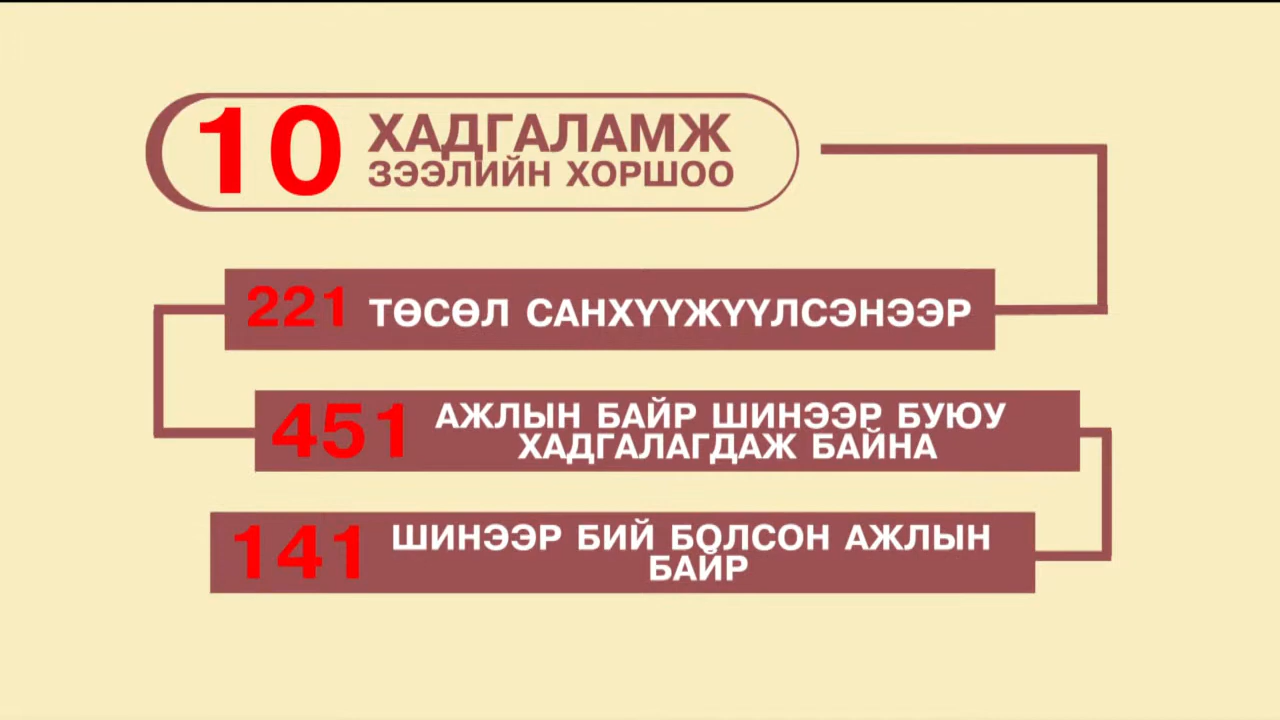 10 ХАДГАЛАМЖ
ЗЭЭЛИЙН ХОРШОО
221 ТӨСӨЛ САНХҮҮЖҮҮЛСЭНЭЭР
451 АЖЛЫН БАЙР ШИНЭЭР БУЮУ
ХАДГАЛАГДАЖ БАЙНА
141 ШИНЭЭР БИЙ БОЛСОН АЖЛЫН
БАЙР